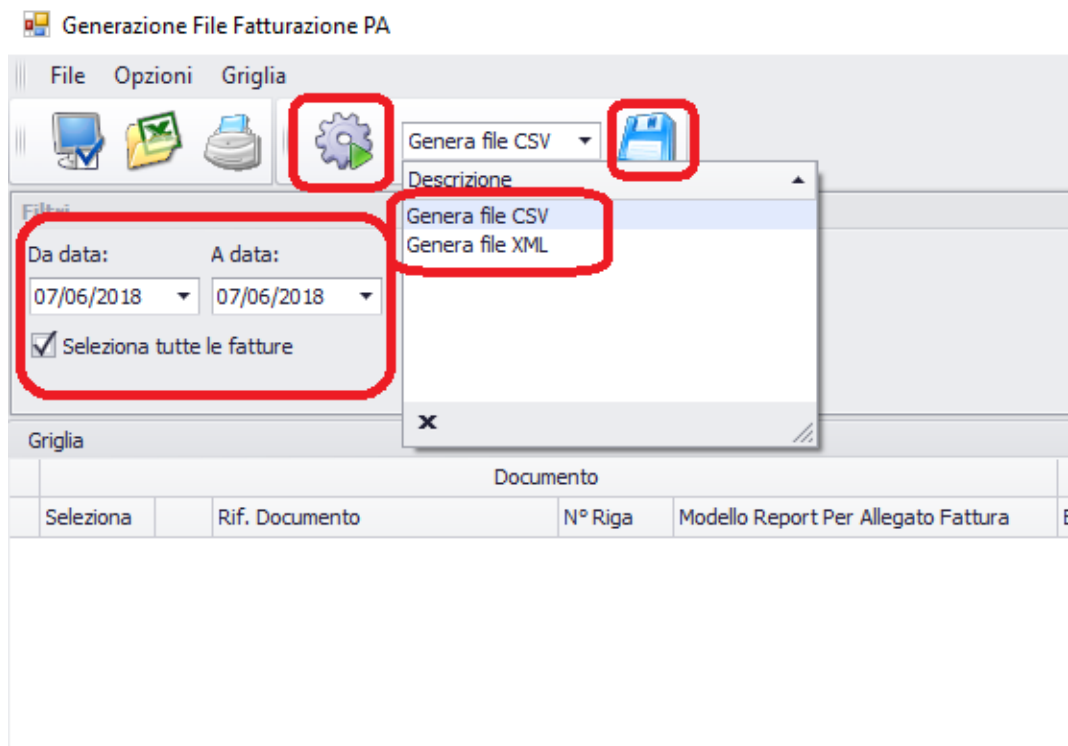 Generazione File Fatturazione PA
File Opzioni Griglia
Genera file CSV
Descrizione
Genera file CSV
Genera file XML
Filtri
Da data: A data:
07/06/2018 07/06/2018
Seleziona tutte le fatture
Griglia
Documento
Seleziona Rif. Documento N° Riga Modello Report Per Allegato Fattura